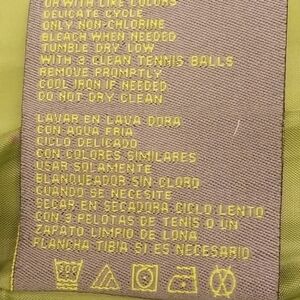 OR WITH LIKE COLORS
DELICATE CYCLE
ONLY NON-CHLORINE
BLEACH WHEN NEEDED
TUMBLE DRY LOW
WITH 3 CLEAN TENNIS BALLS
REMOVE PROMPTLY
COOL IRON IF NEEDED
DO NOT DRY CLEAN
LAVAR EN LAVA DORA
CON AGUA FRIA
CICLO DELICADO
CON COLORES SIMILARES
USAR SOLAMENTE
BLANQUEADOR SIN CLORO
CUANDO SE NECESITE
SECAR EN SECADORA CICLO LENTO
CON 3 PELOTAS DE TENIS O UN
ZAPATO LIMPIO DE LONA
PLANCHA TIBIA SI ES NECESARIO